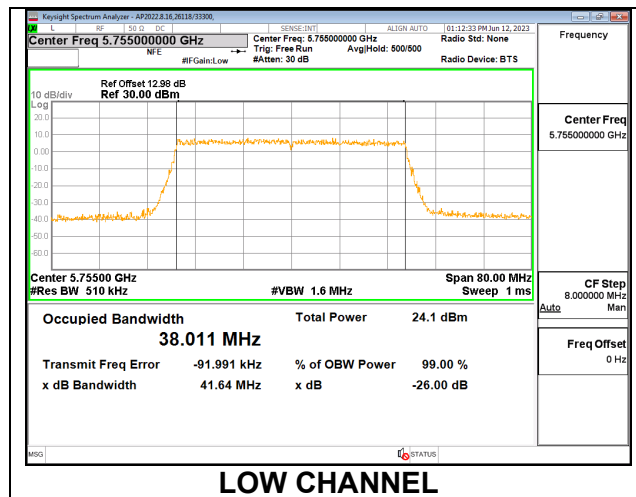 Keysight Spectrum Analyzer - AP2022.8.16,26118/33300,
LXI L RF 50 Ω DC SENSE:INT ALIGN AUTO 01:12:33 PM Jun 12, 2023
Center Freq 5.755000000 GHz Center Freq: 5.755000000 GHz Radio Std: None Frequency
NFE Trig: Free Run Avg|Hold: 500/500
#IFGain:Low #Atten: 30 dB Radio Device: BTS
Ref Offset 12.98 dB
10 dB/div Ref 30.00 dBm
Log
20.0
10.0
0.00
-10.0
-20.0
-30.0
-40.0
-50.0
-60.0
Center Freq
5.755000000 GHz
Center 5.75500 GHz Span 80.00 MHz
#Res BW 510 kHz #VBW 1.6 MHz Sweep 1 ms
CF Step
8.000000 MHz
Auto Man
Occupied Bandwidth Total Power 24.1 dBm
38.011 MHz
Freq Offset
0 Hz
Transmit Freq Error -91.991 kHz % of OBW Power 99.00 %
x dB Bandwidth 41.64 MHz x dB -26.00 dB
MSG STATUS
LOW CHANNEL